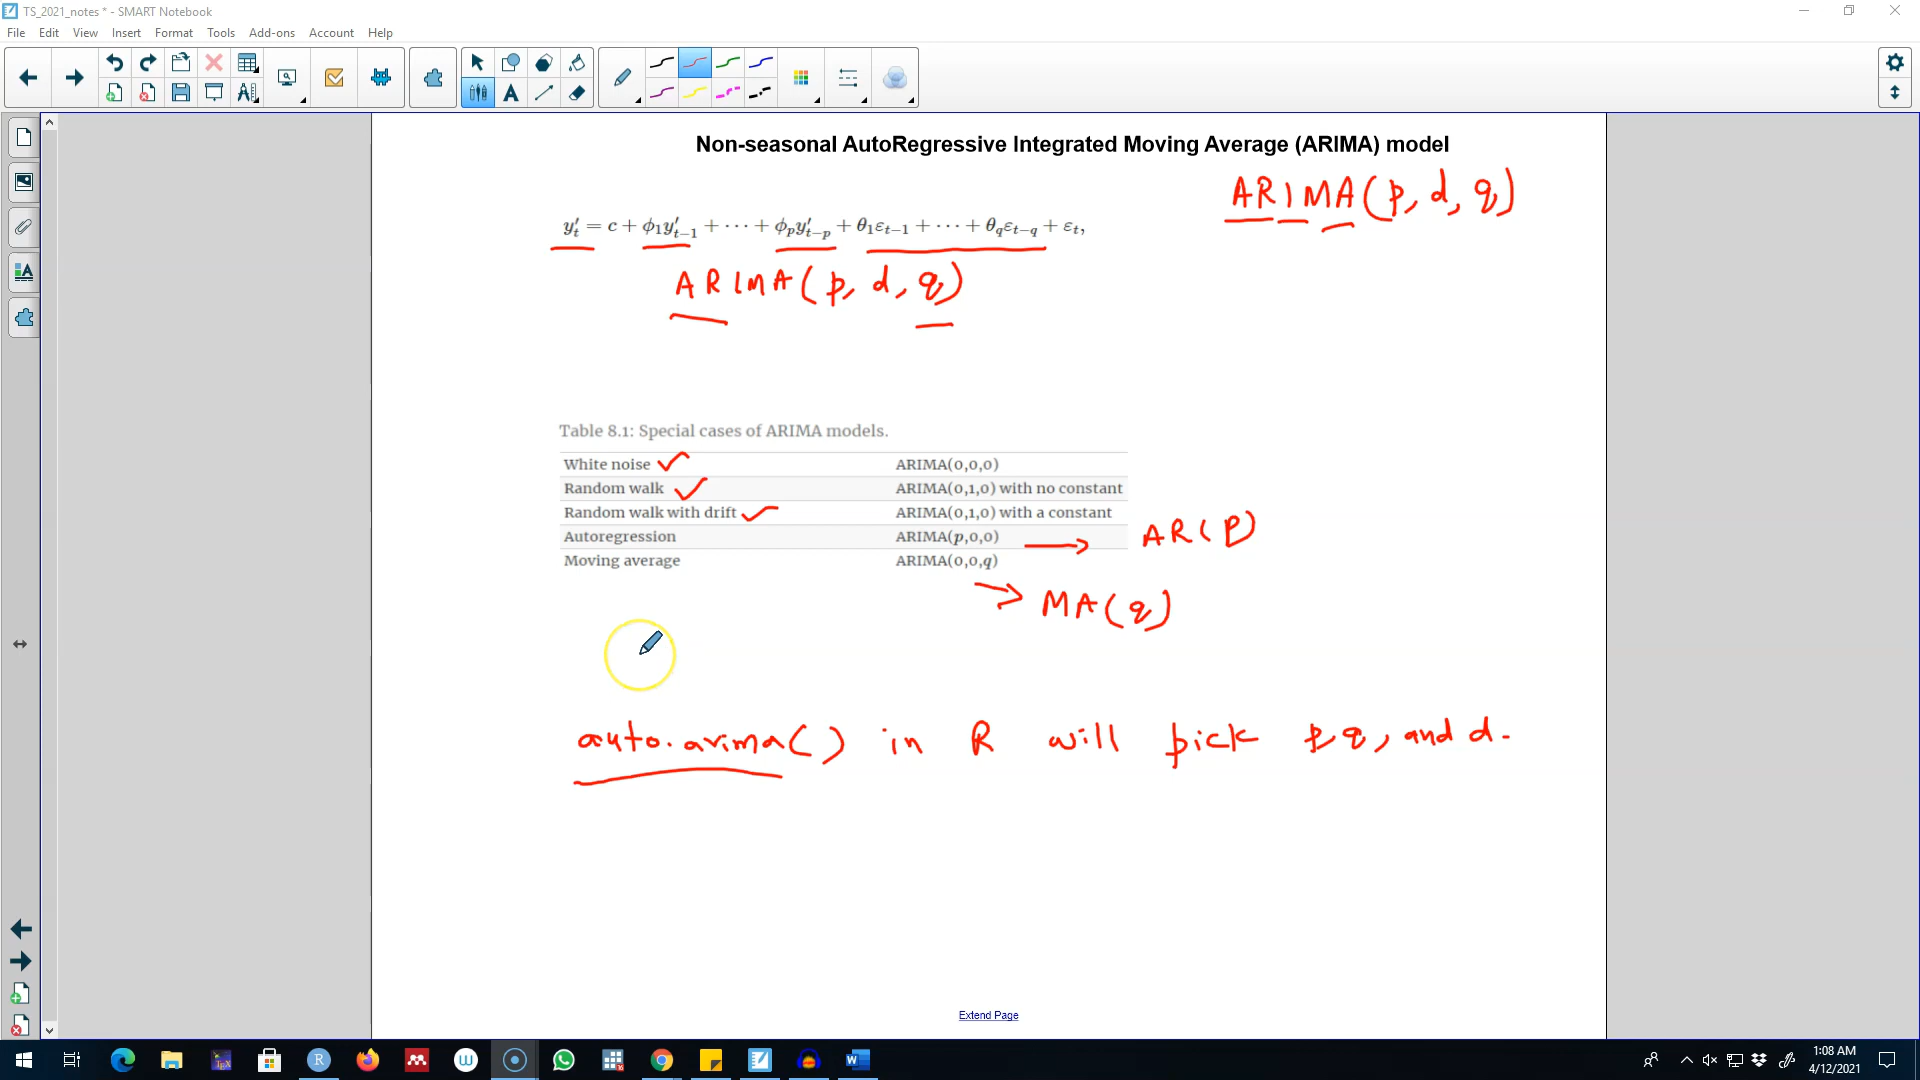 TS_2021_notes * - SMART Notebook
File Edit View Insert Format Tools Add-ons Account Help
Non-seasonal AutoRegressive Integrated Moving Average (ARIMA) model
ARIMA(p, d, q)
y′ₜ = c + ϕ₁y′ₜ₋₁ + ⋯ + ϕₚy′ₜ₋ₚ + θ₁εₜ₋₁ + ⋯ + θ_qεₜ₋q + εₜ,
ARIMA(p, d, q)
Table 8.1: Special cases of ARIMA models.
White noise ✓ ARIMA(0,0,0)
Random walk ✓ ARIMA(0,1,0) with no constant
Random walk with drift ✓ ARIMA(0,1,0) with a constant
Autoregression ARIMA(p,0,0) → AR(p)
Moving average ARIMA(0,0,q)
→ MA(q)
auto.arima() in R will pick p, q, and d.
Extend Page
1:08 AM
4/12/2021